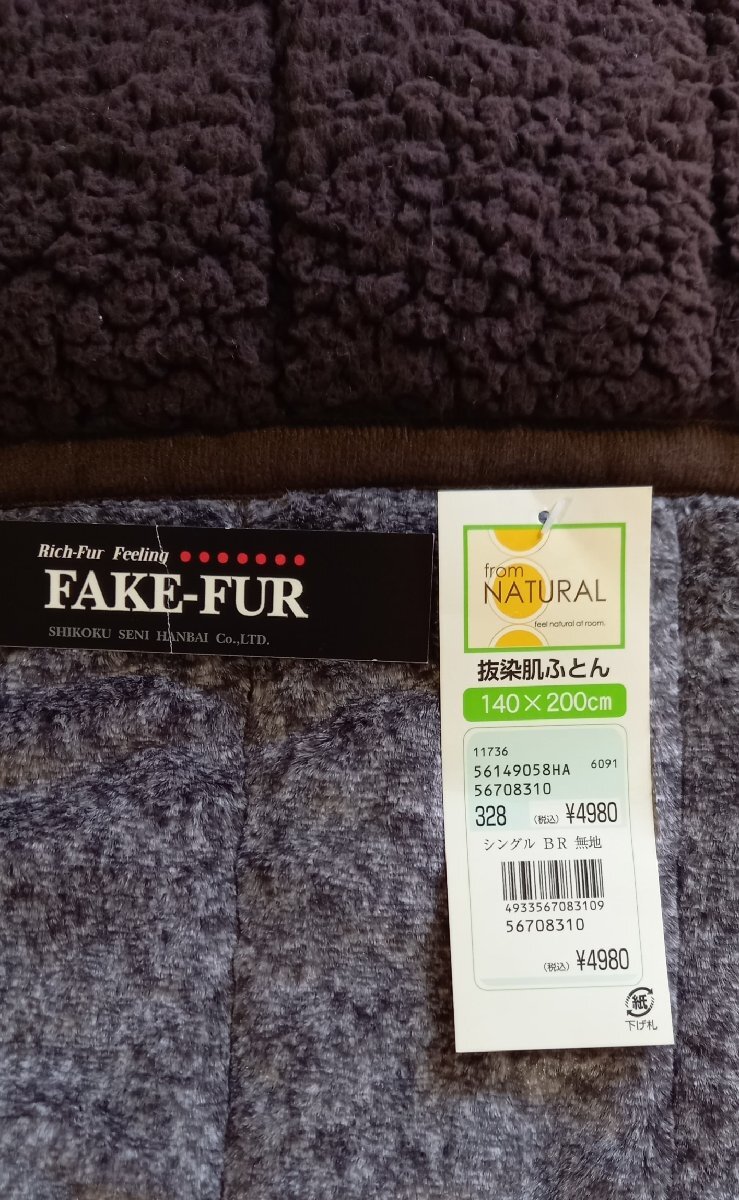 Rich-Fur Feeling
FAKE-FUR
SHIKOKU SENI HANBAI Co.,LTD.
from
NATURAL
feel natural at room.
抜染肌ふとん
140×200cm
11736
56149058HA 6091
56708310
328 (税込) ¥4980
シングル BR 無地
4933567083109
56708310
(税込) ¥4980
紙
下げ札